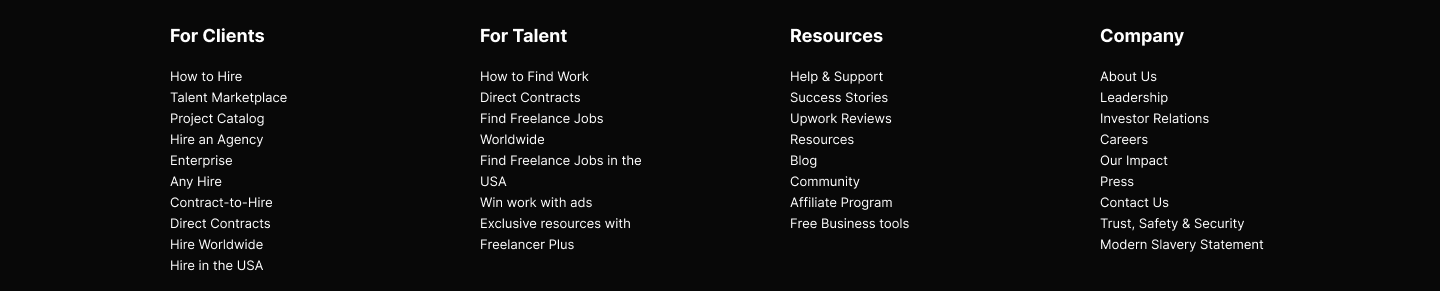 For Clients
How to Hire
Talent Marketplace
Project Catalog
Hire an Agency
Enterprise
Any Hire
Contract-to-Hire
Direct Contracts
Hire Worldwide
Hire in the USA
For Talent
How to Find Work
Direct Contracts
Find Freelance Jobs
Worldwide
Find Freelance Jobs in the
USA
Win work with ads
Exclusive resources with
Freelancer Plus
Resources
Help & Support
Success Stories
Upwork Reviews
Resources
Blog
Community
Affiliate Program
Free Business tools
Company
About Us
Leadership
Investor Relations
Careers
Our Impact
Press
Contact Us
Trust, Safety & Security
Modern Slavery Statement